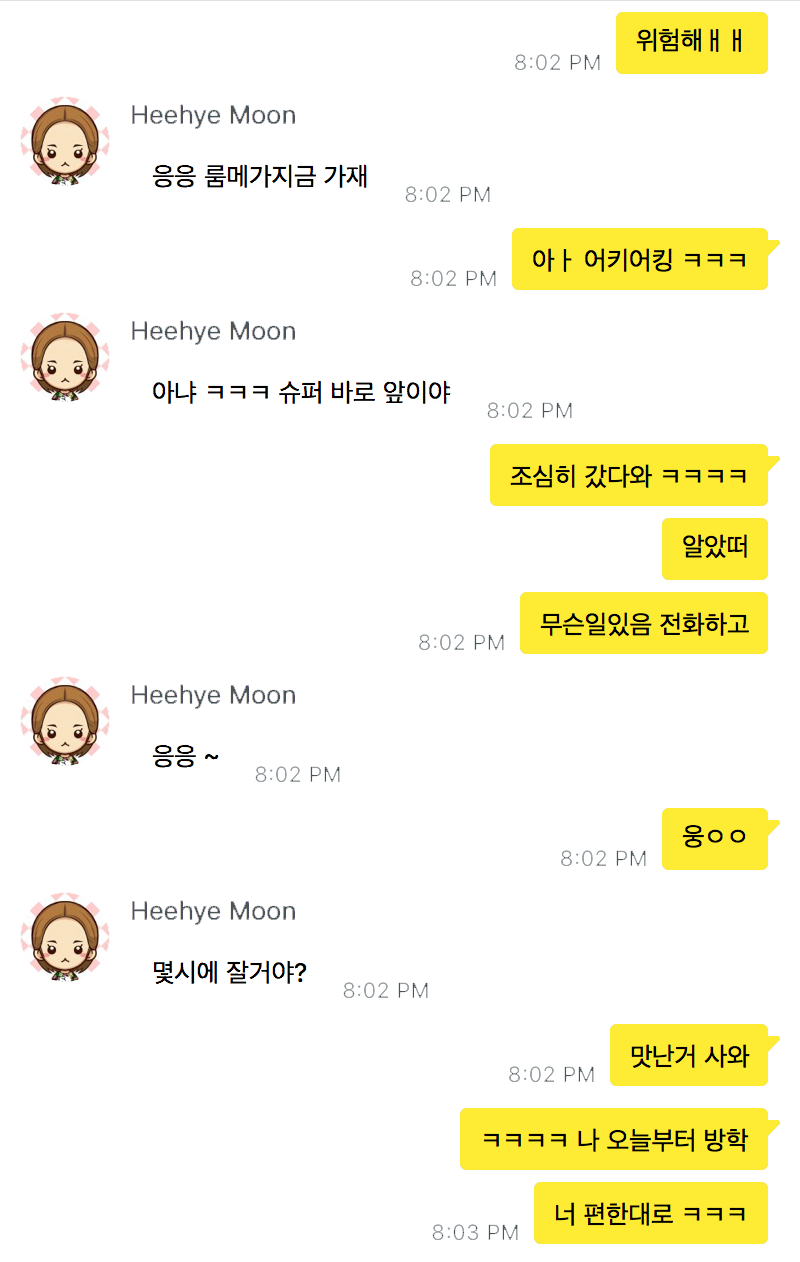 위험해ㅐㅐ
8:02 PM
Heehye Moon
응응 룸메가지금 가재
8:02 PM
아ㅏ 어키어킹 ㅋㅋㅋ
8:02 PM
Heehye Moon
아냐 ㅋㅋㅋ 슈퍼 바로 앞이야
8:02 PM
조심히 갔다와 ㅋㅋㅋㅋ
알았떠
무슨일있음 전화하고
8:02 PM
Heehye Moon
응응 ~
8:02 PM
웅ㅇㅇ
8:02 PM
Heehye Moon
몇시에 잘거야?
8:02 PM
맛난거 사와
8:02 PM
ㅋㅋㅋㅋ 나 오늘부터 방학
너 편한대로 ㅋㅋㅋ
8:03 PM